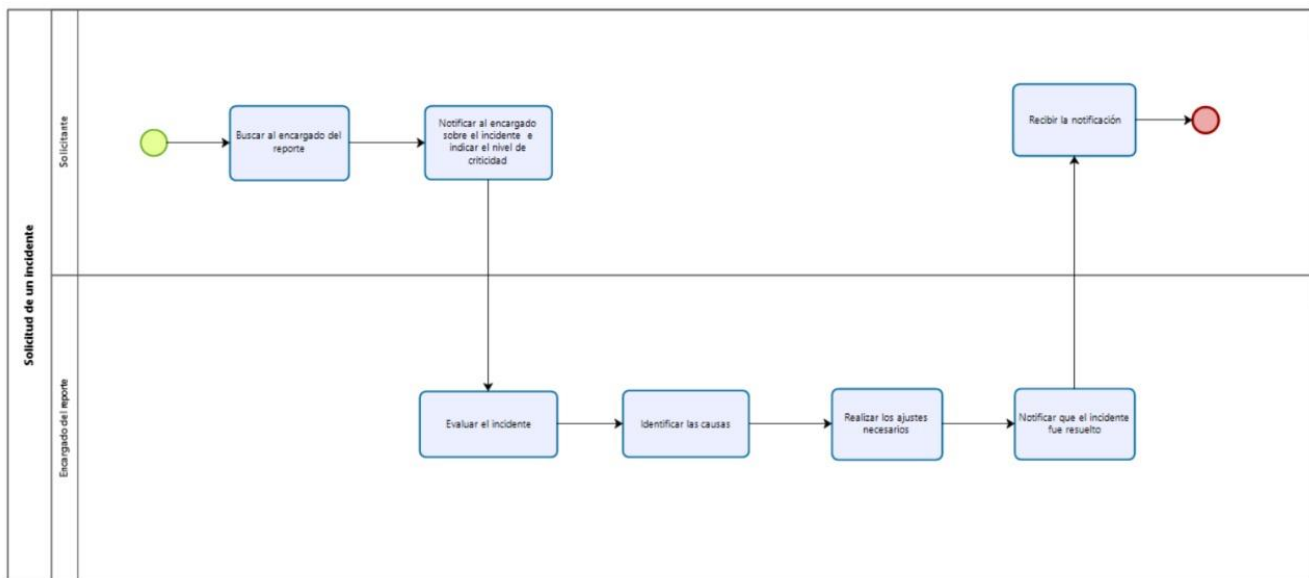 Solicitud de un incidente
Solicitante
Buscar al encargado del
reporte
Notificar al encargado
sobre el incidente e
indicar el nivel de
criticidad
Recibir la notificación
Encargado del reporte
Evaluar el incidente
Identificar las causas
Realizar los ajustes
necesarios
Notificar que el incidente
fue resuelto